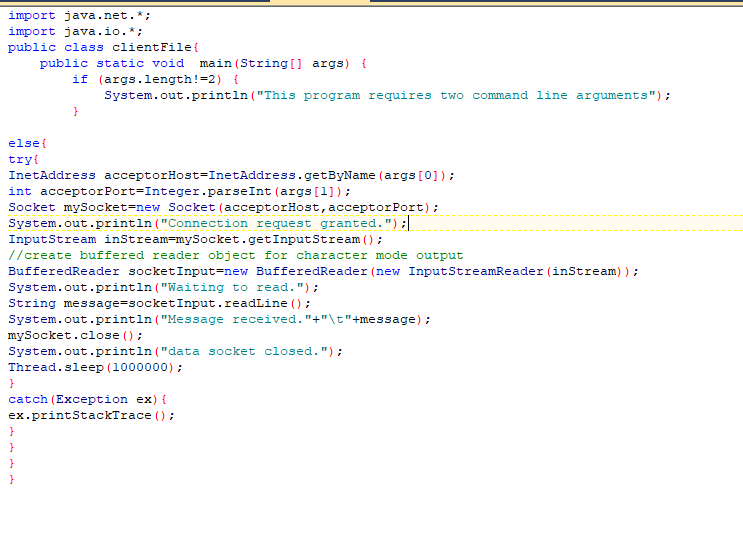 import java.net.*;
import java.io.*;
public class clientFile{
    public static void  main(String[] args) {
        if (args.length!=2) {
            System.out.println("This program requires two command line arguments");
        }

else{
try{
InetAddress acceptorHost=InetAddress.getByName(args[0]);
int acceptorPort=Integer.parseInt(args[1]);
Socket mySocket=new Socket(acceptorHost,acceptorPort);
System.out.println("Connection request granted.");
InputStream inStream=mySocket.getInputStream();
//create buffered reader object for character mode output
BufferedReader socketInput=new BufferedReader(new InputStreamReader(inStream));
System.out.println("Waiting to read.");
String message=socketInput.readLine();
System.out.println("Message received."+"\t"+message);
mySocket.close();
System.out.println("data socket closed.");
Thread.sleep(1000000);
}
catch(Exception ex){
ex.printStackTrace();
}
}
}
}